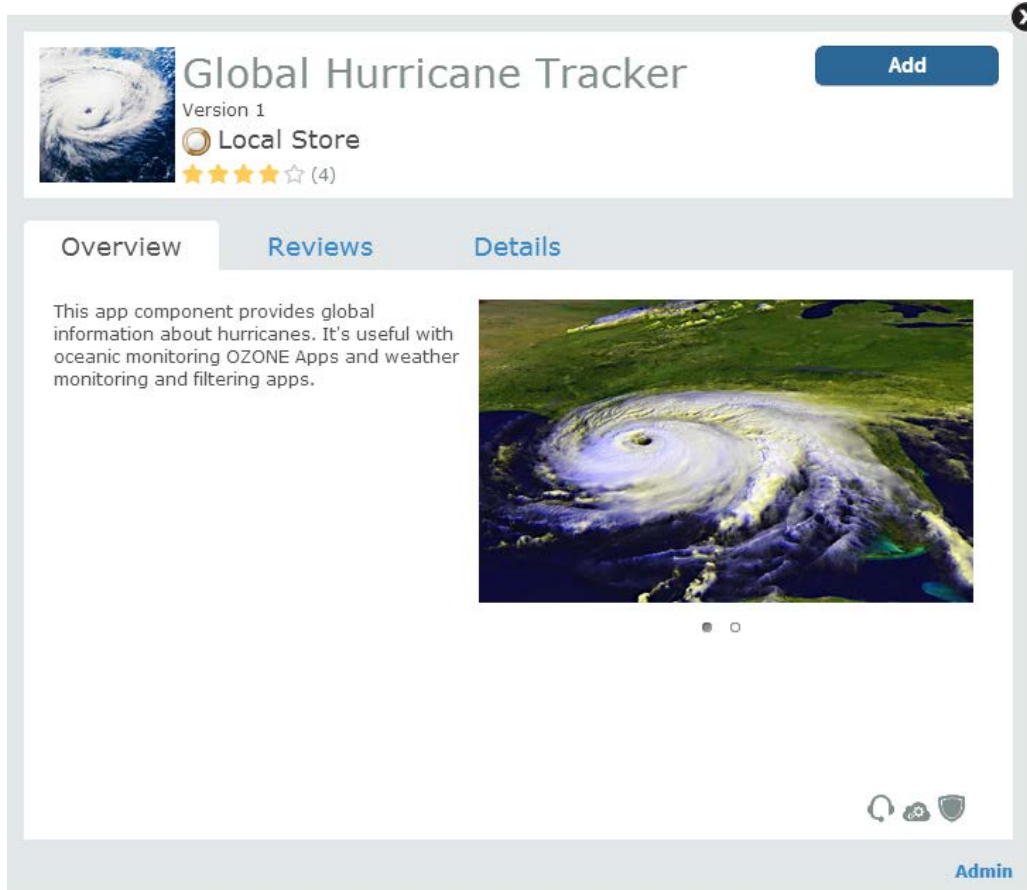 Global Hurricane Tracker
Add
Version 1
Local Store
(4)
Overview
Reviews
Details
This app component provides global
information about hurricanes. It's useful with
oceanic monitoring OZONE Apps and weather
monitoring and filtering apps.
Admin